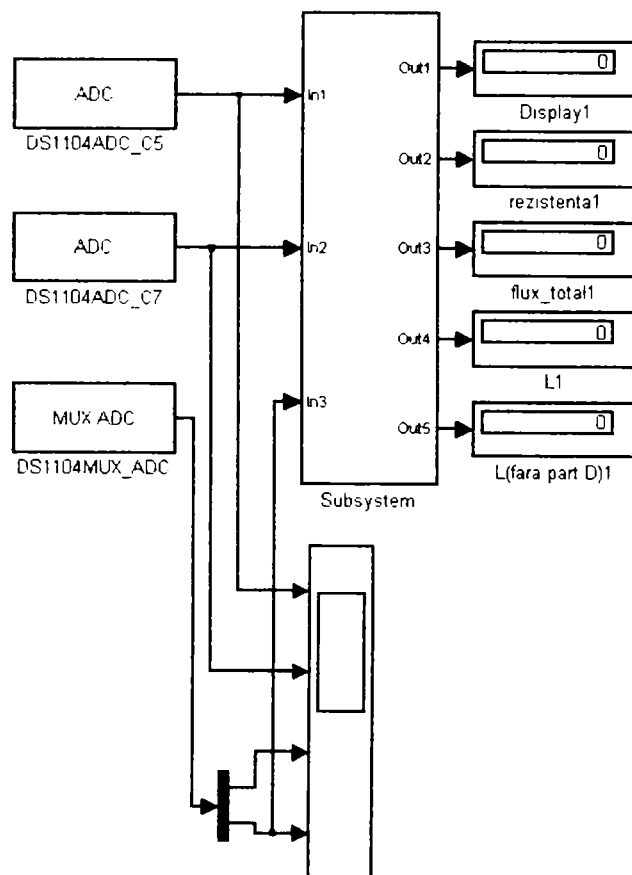 ADC
DS1104ADC_C5
ADC
DS1104ADC_C7
MUX ADC
DS1104MUX_ADC
In1
In2
In3
Out1
Out2
Out3
Out4
Out5
Subsystem
0
Display1
0
rezistenta1
0
flux_total1
0
L1
0
L(fara part D)1